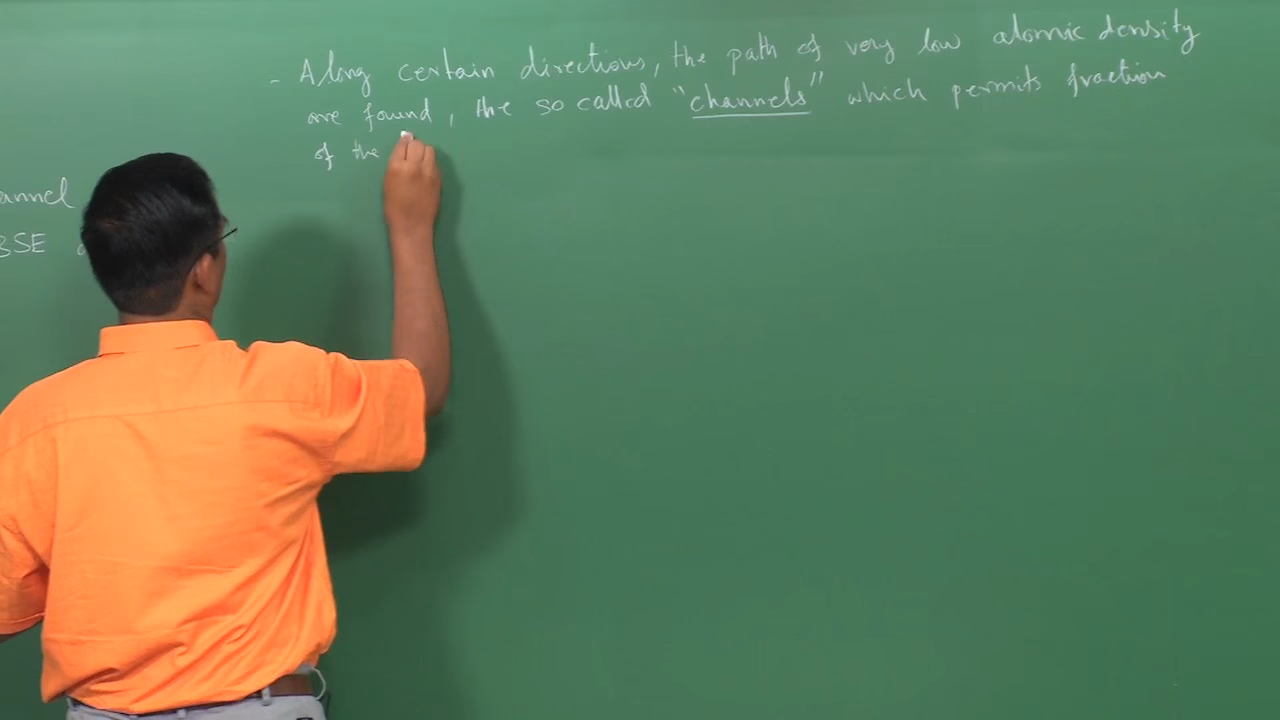 - Along certain directions, the path of very low atomic density
are found, the so called "channels" which permits fraction
of the
annel
BSE